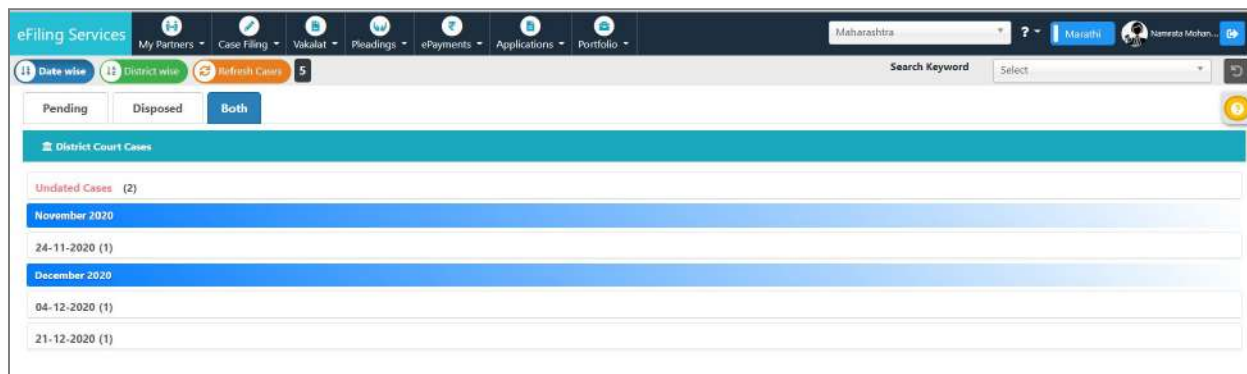 eFiling Services
My Partners
Case Filing
Vakalat
Pleadings
ePayments
Applications
Portfolio
Maharashtra
?
Marathi
Namrata Mohan...
Date wise
District wise
Refresh Cases
5
Search Keyword
Select
Pending
Disposed
Both
District Court Cases
Undated Cases (2)
November 2020
24-11-2020 (1)
December 2020
04-12-2020 (1)
21-12-2020 (1)